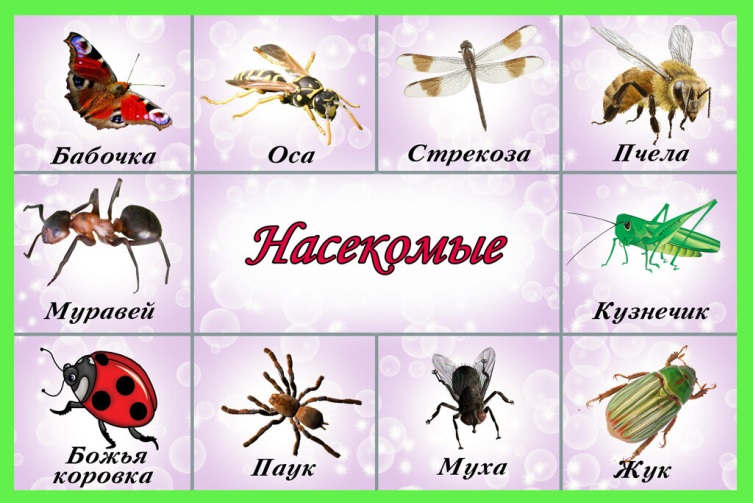 Бабочка
Оса
Стрекоза
Пчела
Муравей
Насекомые
Кузнечик
Божья
коровка
Паук
Муха
Жук